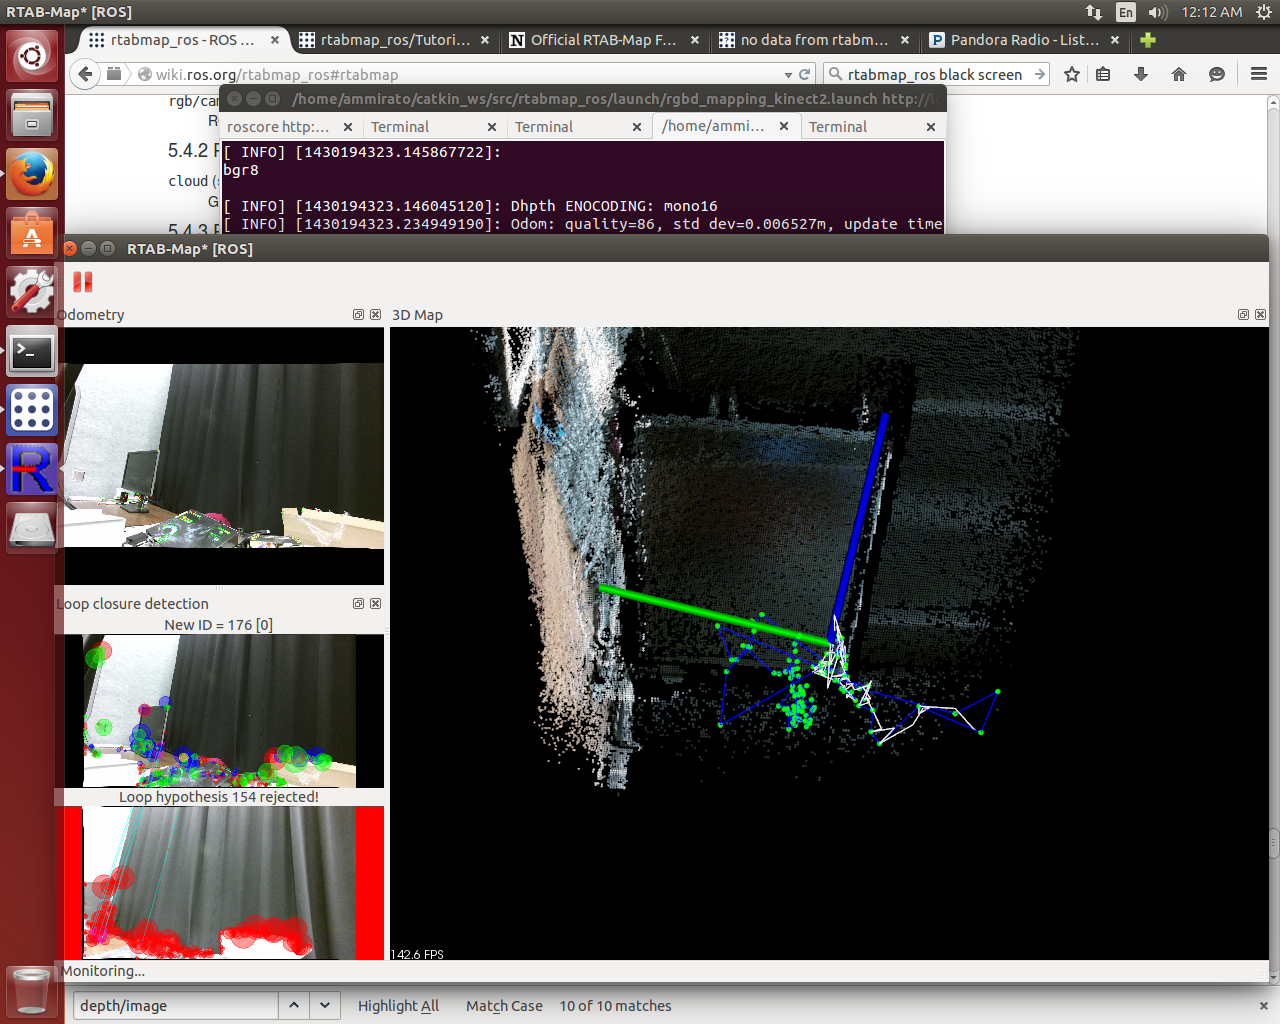 RTAB-Map* [ROS]
En
12:12 AM
rtabmap_ros - ROS ...
rtabmap_ros/Tutori...
Official RTAB-Map F...
no data from rtabm...
Pandora Radio - List...
wiki.ros.org/rtabmap_ros#rtabmap
rtabmap_ros black screen
rgb/cam
5.4.2
cloud (s
G
5.4.3
/home/ammirato/catkin_ws/src/rtabmap_ros/launch/rgbd_mapping_kinect2.launch http://l
roscore http:...
Terminal
Terminal
/home/ammi...
Terminal
[ INFO] [1430194323.145867722]:
bgr8
[ INFO] [1430194323.146045120]: Dhpth ENOCODING: mono16
[ INFO] [1430194323.234949190]: Odom: quality=86, std dev=0.006527m, update time
RTAB-Map* [ROS]
Odometry
3D Map
Loop closure detection
New ID = 176 [0]
Loop hypothesis 154 rejected!
142.6 FPS
Monitoring...
depth/image
Highlight All
Match Case
10 of 10 matches